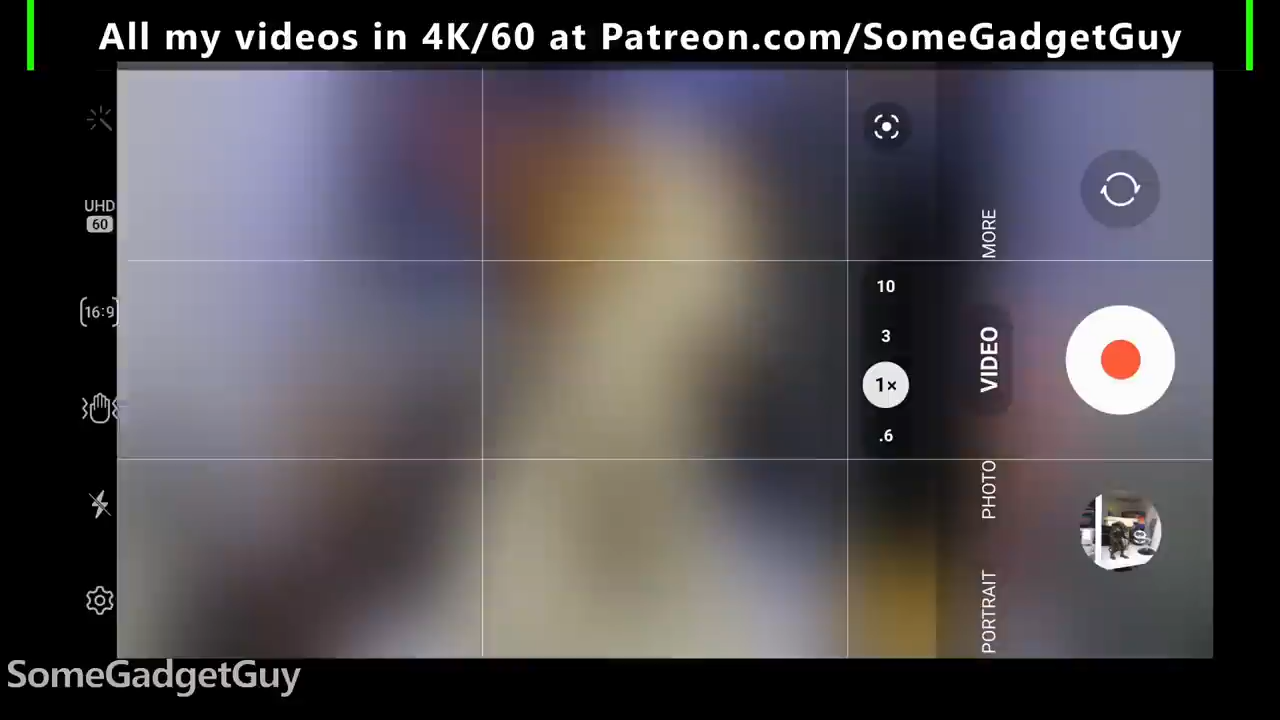 All my videos in 4K/60 at Patreon.com/SomeGadgetGuy
UHD
60
16:9
10
3
1×
.6
MORE
VIDEO
PHOTO
PORTRAIT
SomeGadgetGuy